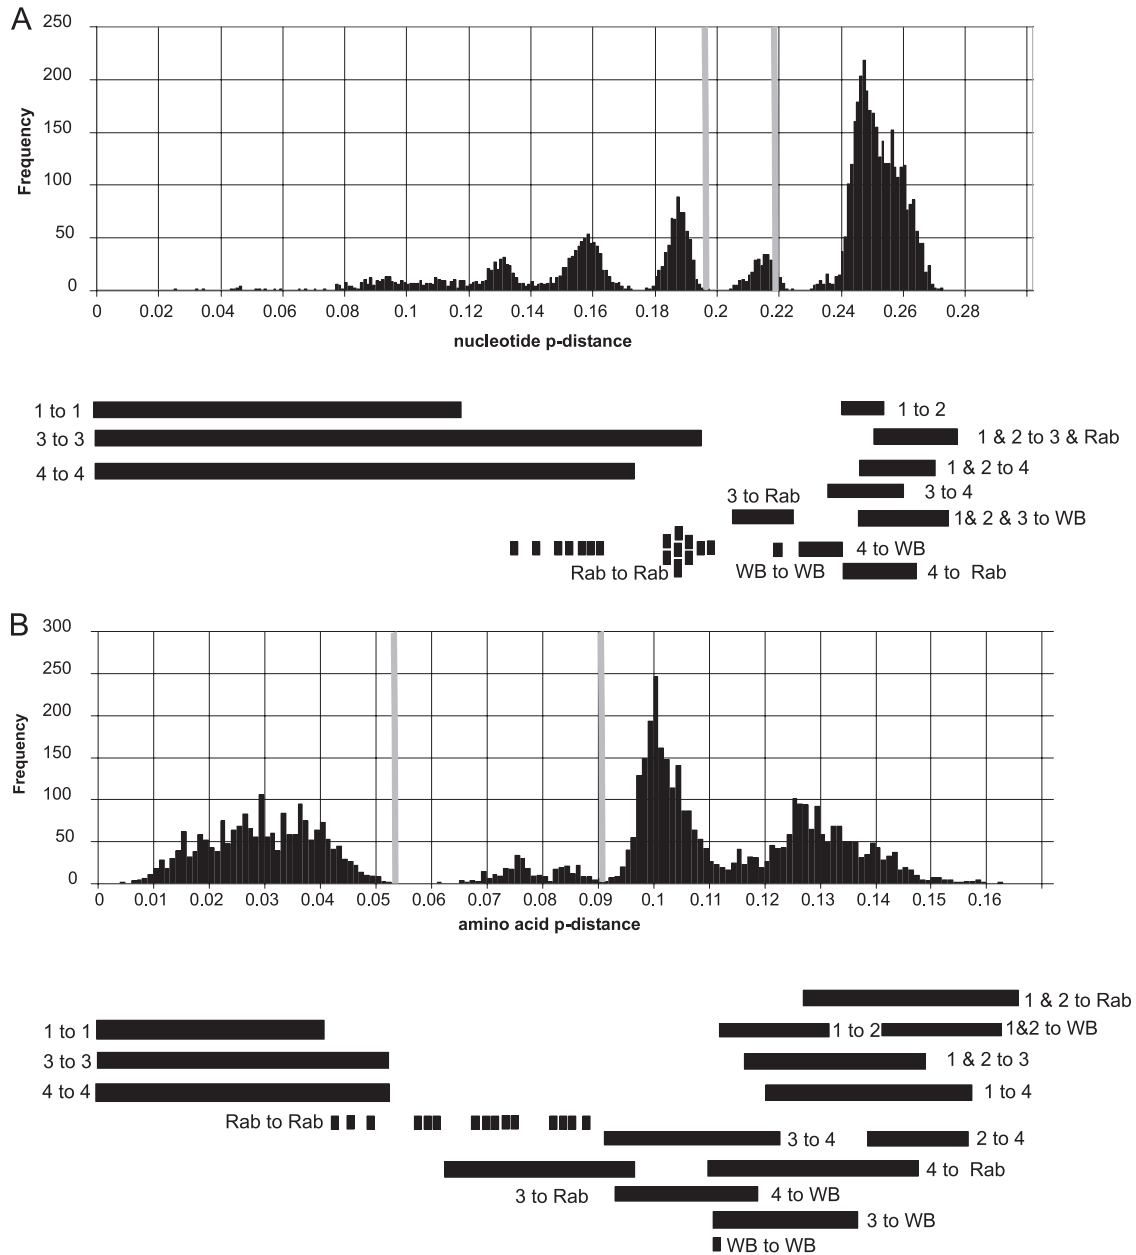 A
250
200
150
100
50
0
Frequency
0 0.02 0.04 0.06 0.08 0.1 0.12 0.14 0.16 0.18 0.2 0.22 0.24 0.26 0.28
nucleotide p-distance
1 to 1
1 to 2
3 to 3
1 & 2 to 3 & Rab
4 to 4
1 & 2 to 4
3 to 4
3 to Rab
1& 2 & 3 to WB
4 to WB
Rab to Rab
WB to WB
4 to Rab
B
300
250
200
150
100
50
0
Frequency
0 0.01 0.02 0.03 0.04 0.05 0.06 0.07 0.08 0.09 0.1 0.11 0.12 0.13 0.14 0.15 0.16
amino acid p-distance
1 & 2 to Rab
1 to 1
1 to 2
1&2 to WB
3 to 3
1 & 2 to 3
4 to 4
1 to 4
Rab to Rab
3 to 4
2 to 4
4 to Rab
3 to Rab
4 to WB
3 to WB
WB to WB